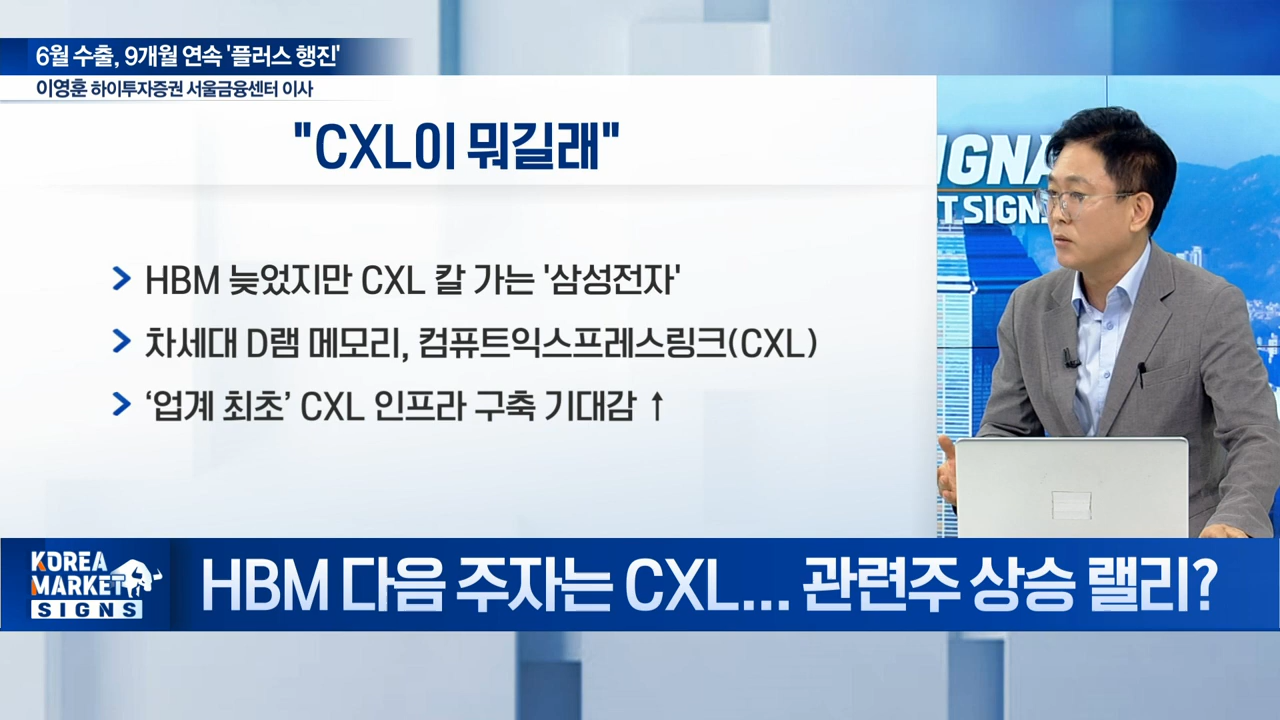 6월 수출, 9개월 연속 '플러스 행진'
이영훈 하이투자증권 서울금융센터 이사
"CXL이 뭐길래"
HBM 늦었지만 CXL 칼 가는 '삼성전자'
차세대 D램 메모리, 컴퓨트익스프레스링크(CXL)
‘업계 최초’ CXL 인프라 구축 기대감 ↑
IGNA
T SIGN
KOREA
MARKET
SIGNS
HBM 다음 주자는 CXL... 관련주 상승 랠리?